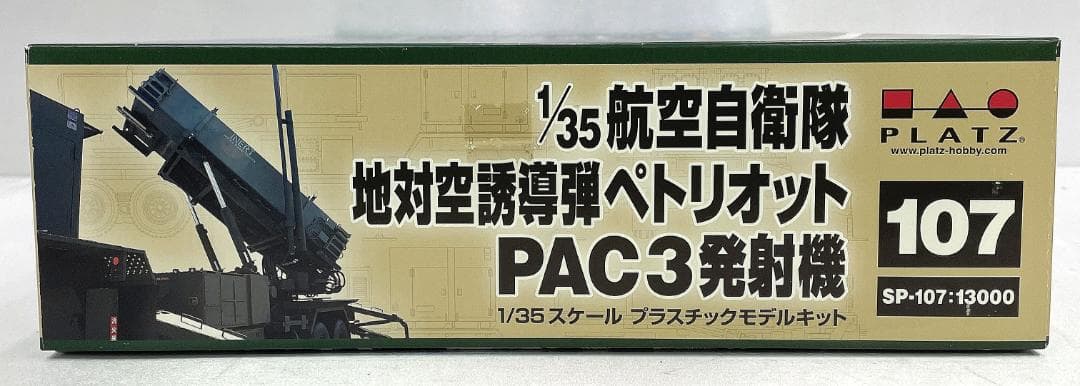 1/35 航空自衛隊
地対空誘導弾ペトリオット
PAC3発射機
1/35スケール プラスチックモデルキット
PLATZ®
www.platz-hobby.com
107
SP-107:13000
INERT